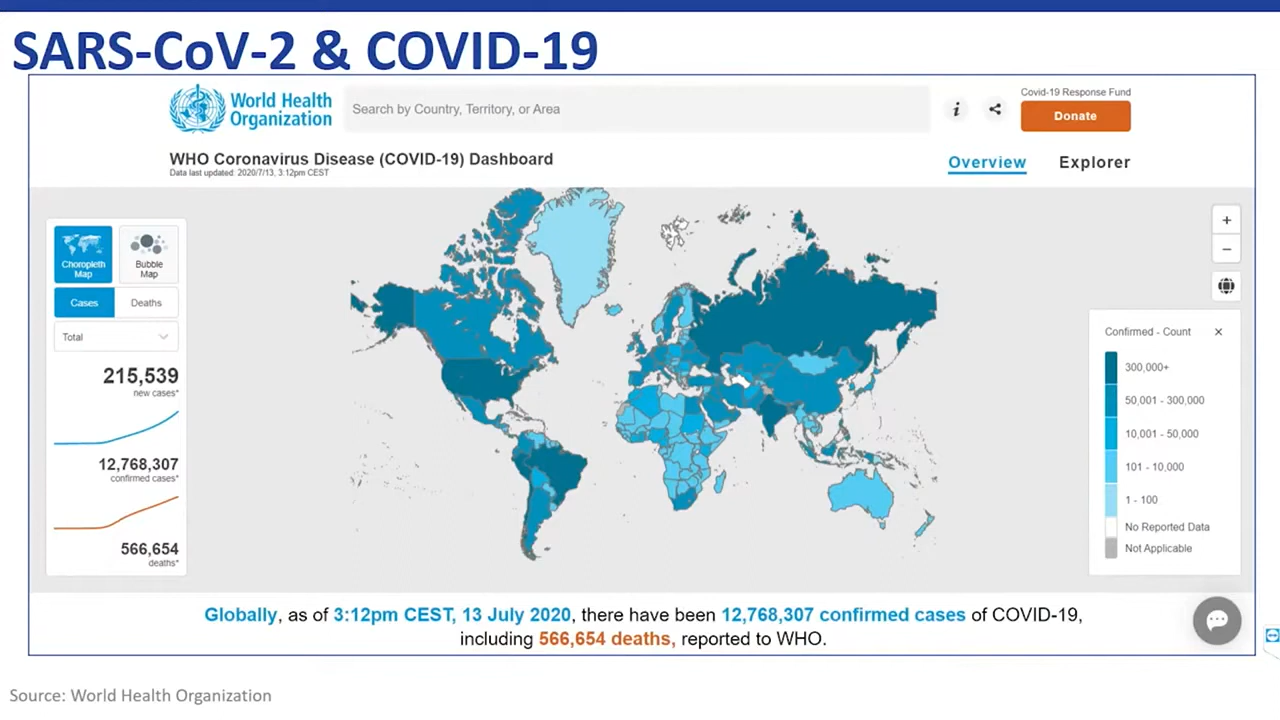 SARS-CoV-2 & COVID-19
World Health
Organization
Search by Country, Territory, or Area
i
Covid-19 Response Fund
Donate
WHO Coronavirus Disease (COVID-19) Dashboard
Data last updated: 2020/7/13, 3:12pm CEST
Overview
Explorer
Choropleth
Map
Bubble
Map
Cases
Deaths
Total
215,539
new cases*
12,768,307
confirmed cases*
566,654
deaths*
+
−
Confirmed - Count ×
300,000+
50,001 - 300,000
10,001 - 50,000
101 - 10,000
1 - 100
No Reported Data
Not Applicable
Globally, as of 3:12pm CEST, 13 July 2020, there have been 12,768,307 confirmed cases of COVID-19,
including 566,654 deaths, reported to WHO.
Source: World Health Organization